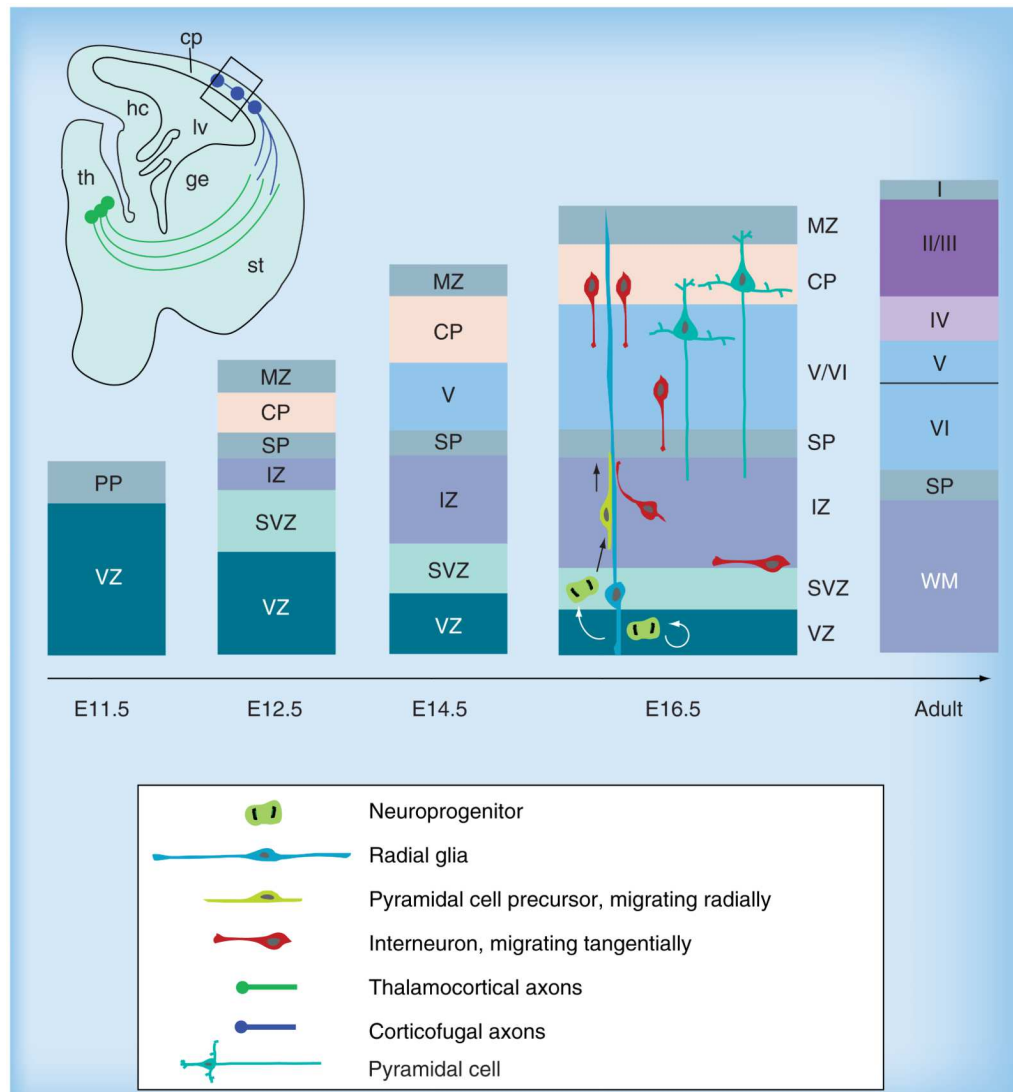 cp
hc
lv
th
ge
st
PP
VZ
E11.5
MZ
CP
SP
IZ
SVZ
VZ
E12.5
MZ
CP
V
SP
IZ
SVZ
VZ
E14.5
MZ
CP
V/VI
SP
IZ
SVZ
VZ
E16.5
I
II/III
IV
V
VI
SP
WM
Adult
Neuroprogenitor
Radial glia
Pyramidal cell precursor, migrating radially
Interneuron, migrating tangentially
Thalamocortical axons
Corticofugal axons
Pyramidal cell